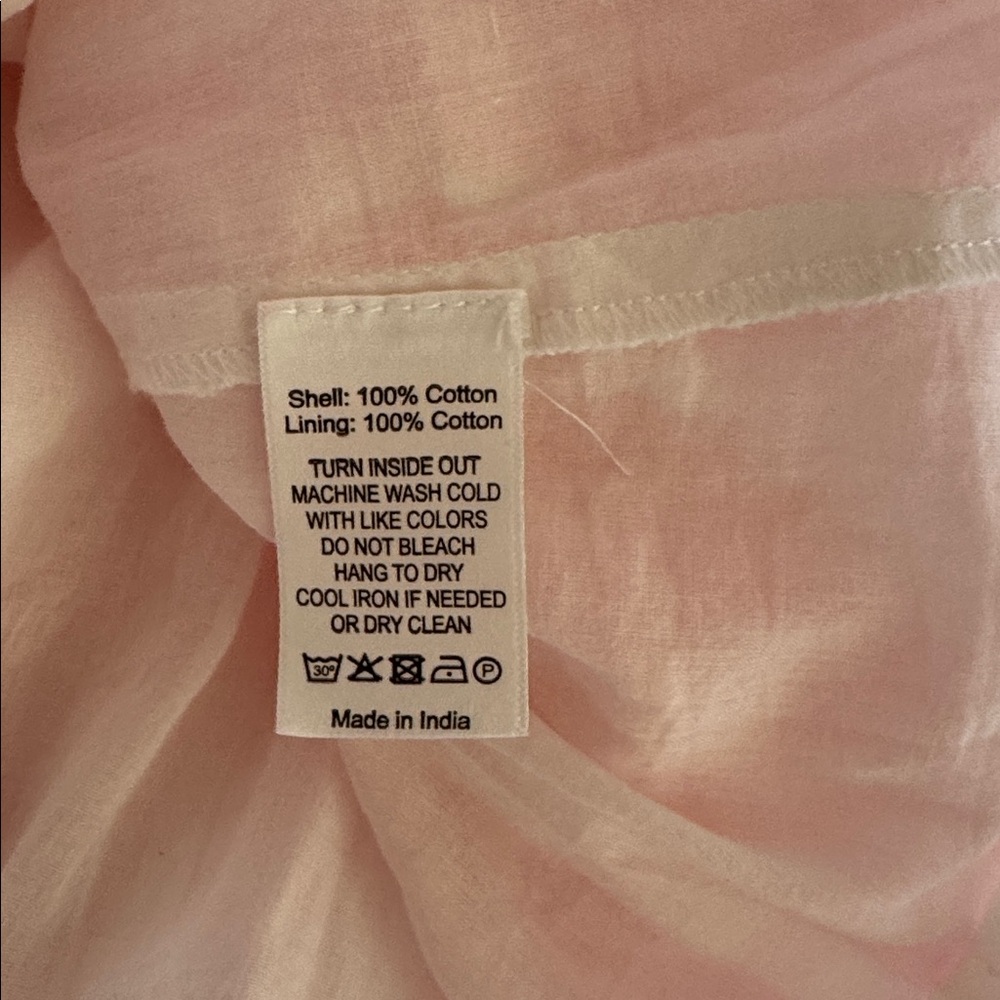 Shell: 100% Cotton
Lining: 100% Cotton
TURN INSIDE OUT
MACHINE WASH COLD
WITH LIKE COLORS
DO NOT BLEACH
HANG TO DRY
COOL IRON IF NEEDED
OR DRY CLEAN
30° P
Made in India